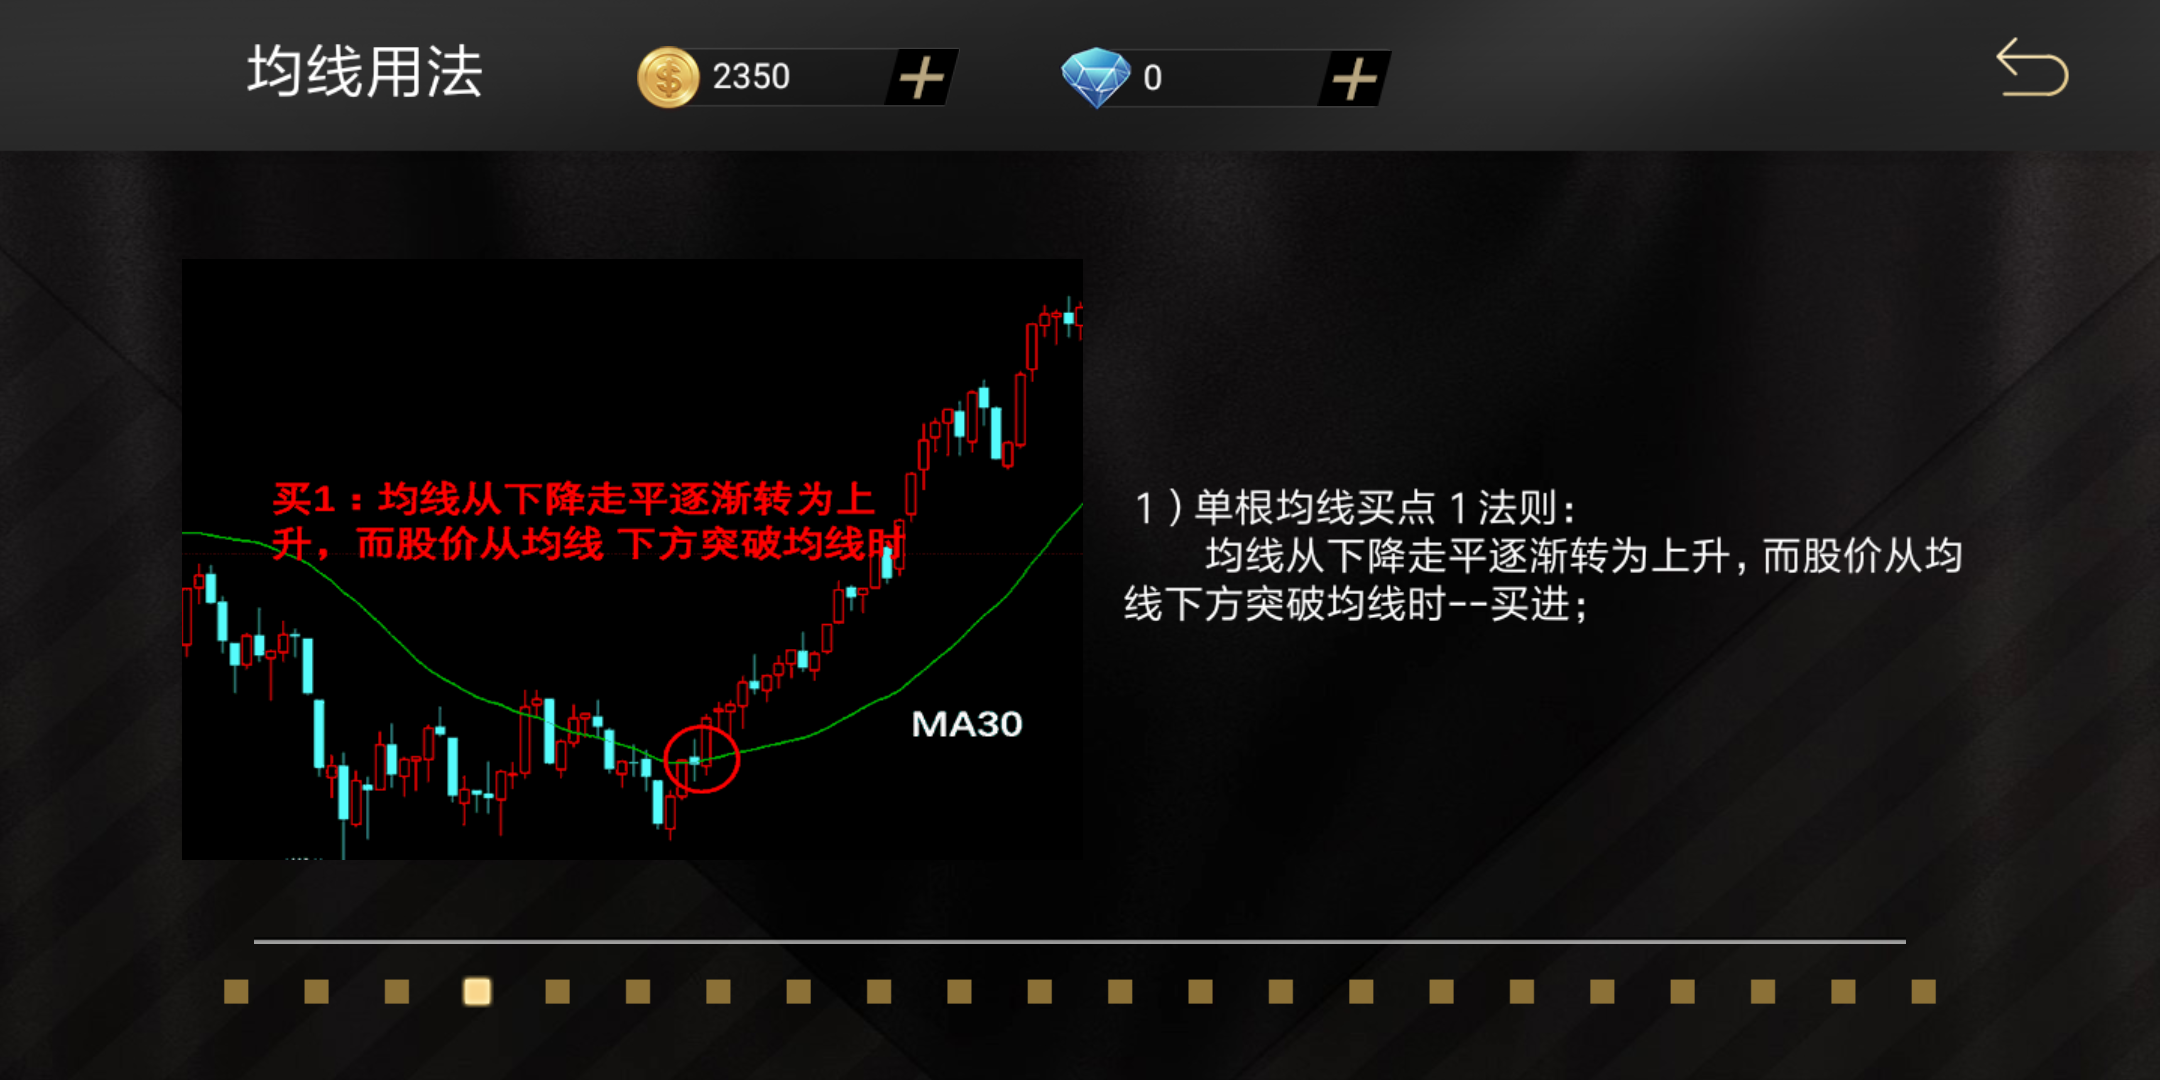 均线用法
2350
0
买1：均线从下降走平逐渐转为上
升，而股价从均线 下方突破均线时
MA30
1）单根均线买点 1 法则：
均线从下降走平逐渐转为上升，而股价从均
线下方突破均线时--买进；